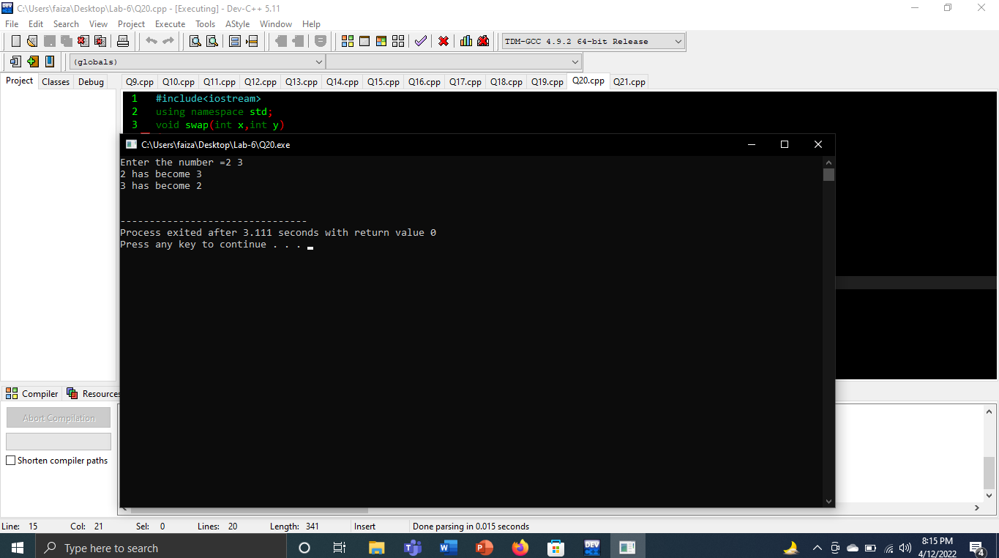 C:\Users\faiza\Desktop\Lab-6\Q20.cpp - [Executing] - Dev-C++ 5.11
File Edit Search View Project Execute Tools AStyle Window Help
TDM-GCC 4.9.2 64-bit Release
(globals)
Project Classes Debug Q9.cpp Q10.cpp Q11.cpp Q12.cpp Q13.cpp Q14.cpp Q15.cpp Q16.cpp Q17.cpp Q18.cpp Q19.cpp Q20.cpp Q21.cpp
1 #include<iostream>
2 using namespace std;
3 void swap(int x,int y)
C:\Users\faiza\Desktop\Lab-6\Q20.exe
Enter the number =2 3
2 has become 3
3 has become 2
--------------------------------
Process exited after 3.111 seconds with return value 0
Press any key to continue . . .
Compiler Resources
Abort Compilation
Shorten compiler paths
Line: 15 Col: 21 Sel: 0 Lines: 20 Length: 341 Insert Done parsing in 0.015 seconds
Type here to search
DEV
8:15 PM
4/12/2022
4